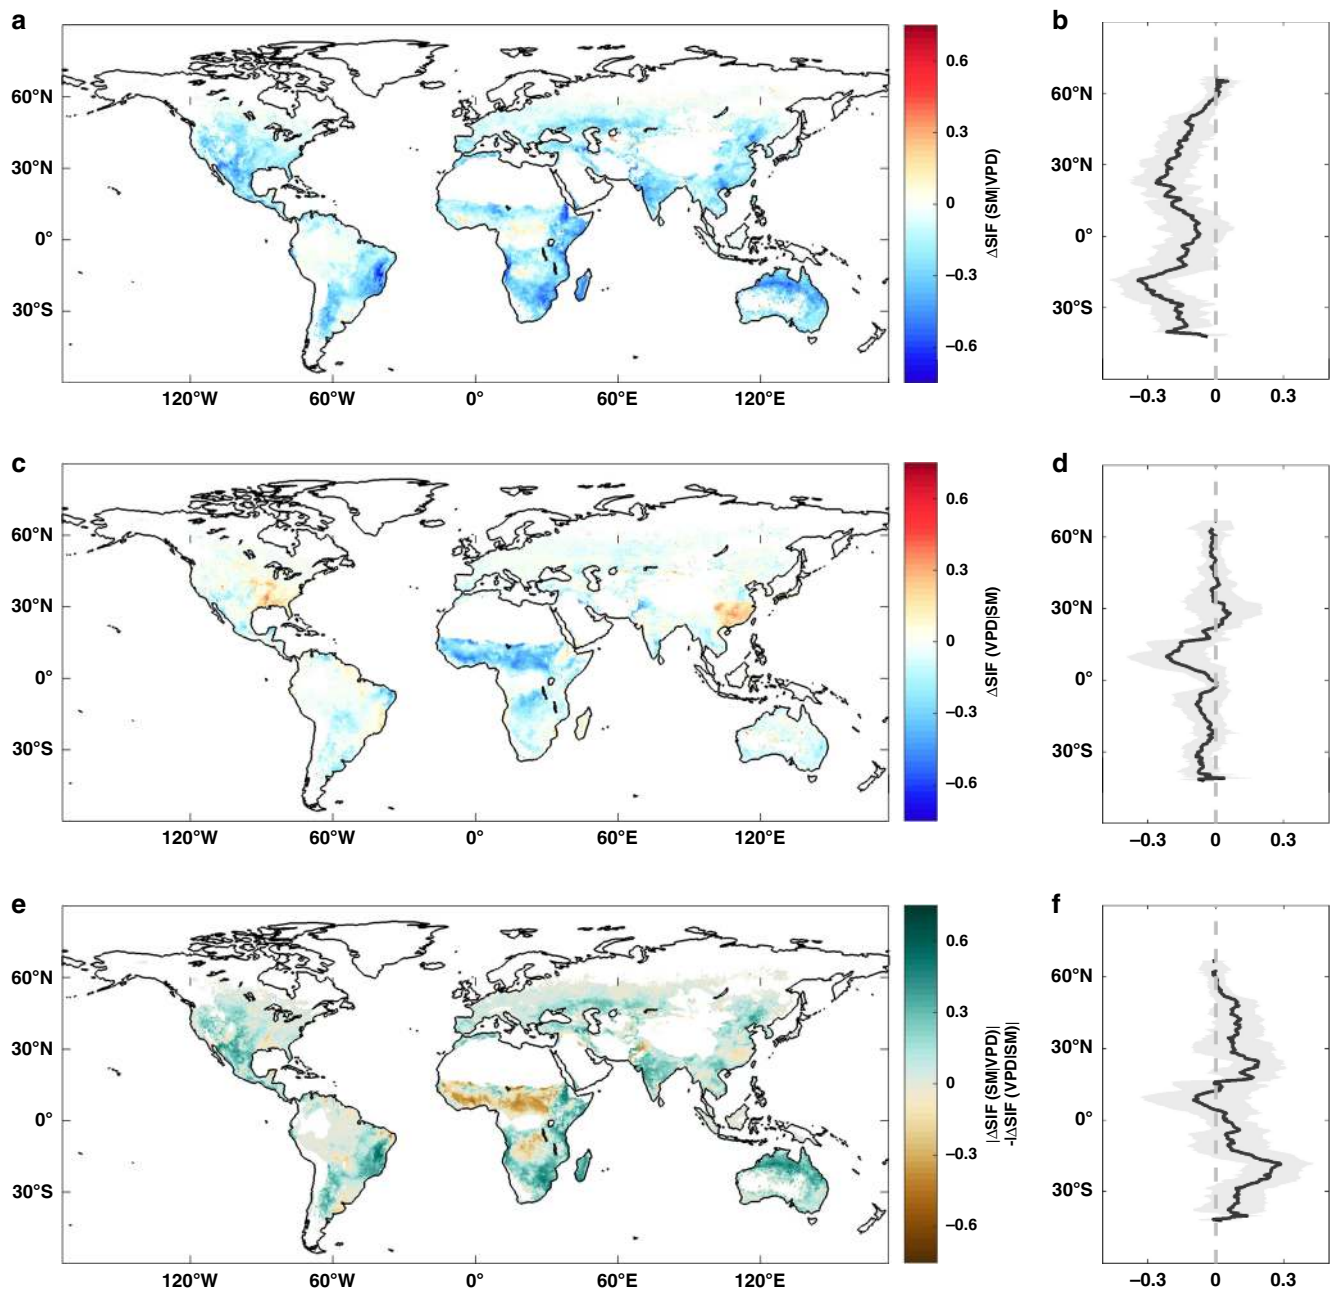 a
60°N
30°N
0°
30°S
120°W 60°W 0° 60°E 120°E
0.6
0.3
0
–0.3
–0.6
ΔSIF (SM|VPD)
b
60°N
30°N
0°
30°S
–0.3 0 0.3
c
60°N
30°N
0°
30°S
120°W 60°W 0° 60°E 120°E
0.6
0.3
0
–0.3
–0.6
ΔSIF (VPD|SM)
d
60°N
30°N
0°
30°S
–0.3 0 0.3
e
60°N
30°N
0°
30°S
120°W 60°W 0° 60°E 120°E
0.6
0.3
0
–0.3
–0.6
|ΔSIF (SM|VPD)|
-|ΔSIF (VPD|SM)|
f
60°N
30°N
0°
30°S
–0.3 0 0.3